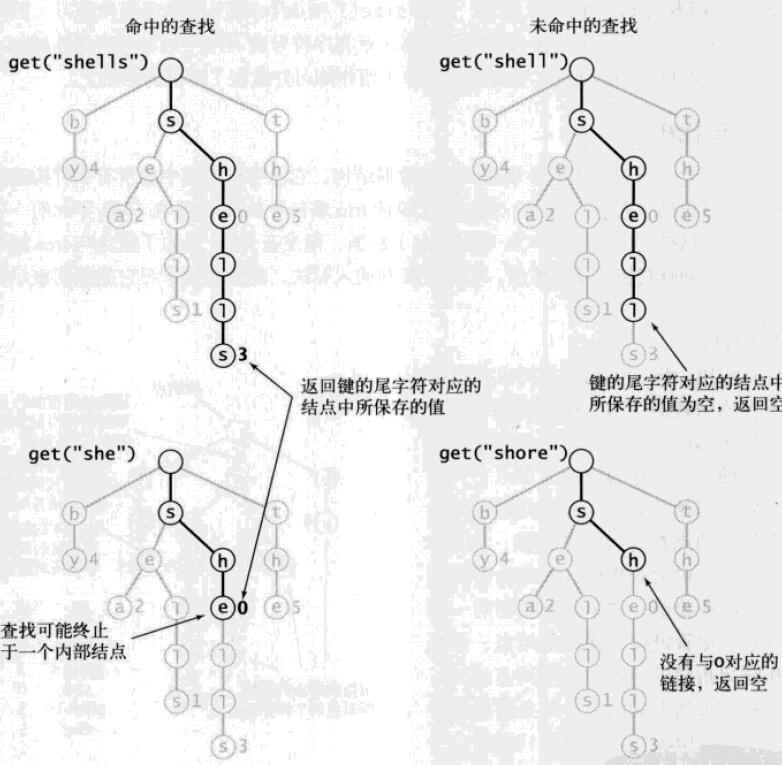 命中的查找
未命中的查找
get("shells")
get("shell")
b s t
y 4 e h h
a 2 l e 0 e 5
l l
s 1 l
s 3
b s t
y 4 e h h
a 2 l e 0 e 5
l l
s 1 l
s 3
返回键的尾字符对应的
结点中所保存的值
键的尾字符对应的结点中
所保存的值为空，返回空
get("she")
get("shore")
b s t
y 4 e h h
a 2 l e 0 e 5
l l
s 1 l
s 3
查找可能终止
于一个内部结点
b s t
y 4 e h h
a 2 l e 0 e 5
l l
s 1 l
s 3
没有与o对应的
链接，返回空